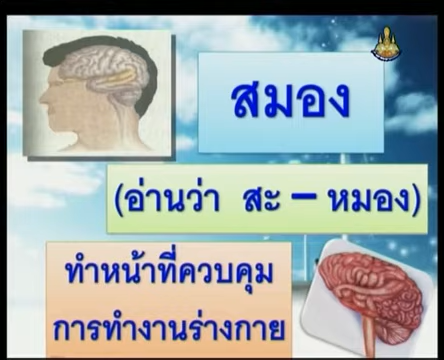 สมอง
(อ่านว่า สะ – หมอง)
ทำหน้าที่ควบคุม
การทำงานร่างกาย